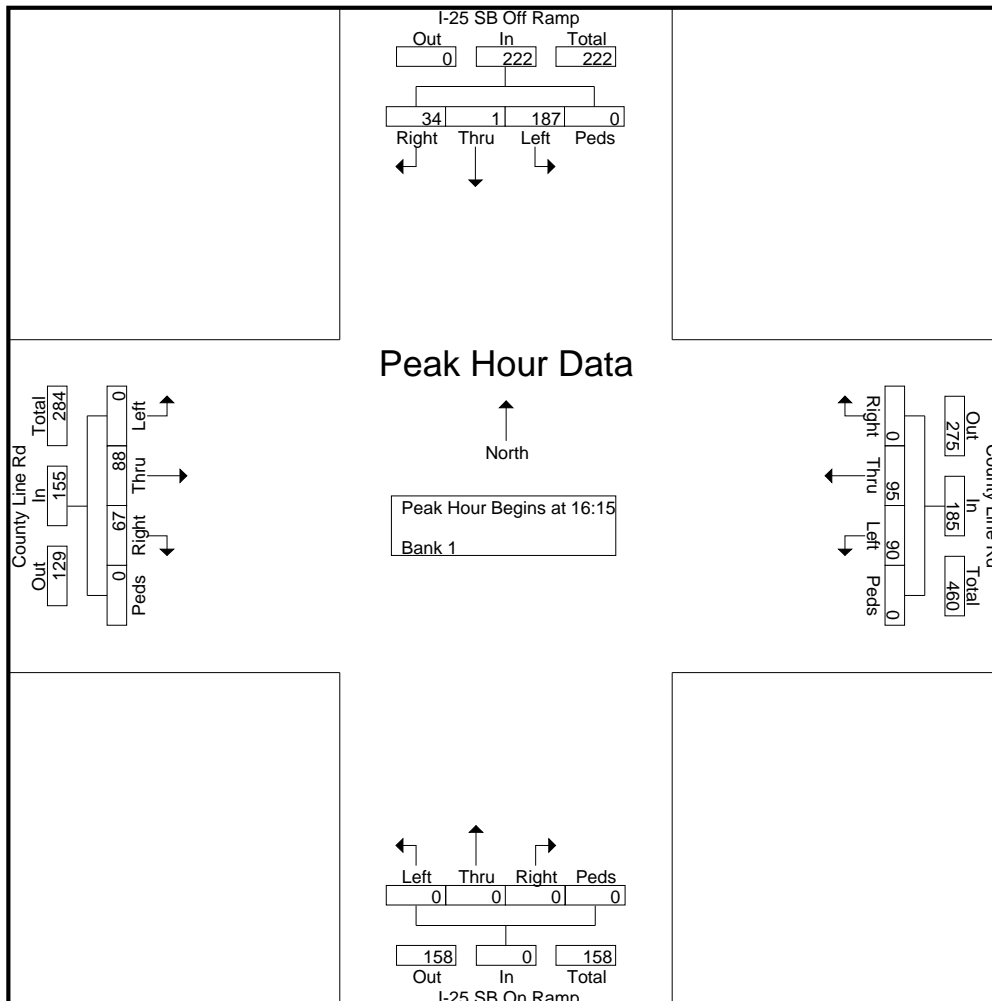 I-25 SB Off Ramp
Out In Total
0 222 222
34 1 187 0
Right Thru Left Peds
Peak Hour Data
North
Peak Hour Begins at 16:15
Bank 1
County Line Rd
Total In Out
284 155 129
0 88 67 0
Left Thru Right Peds
Right Thru Left Peds
0 95 90 0
Out In Total
275 185 460
County Line Rd
Left Thru Right Peds
0 0 0 0
158 0 158
Out In Total
I-25 SB On Ramp